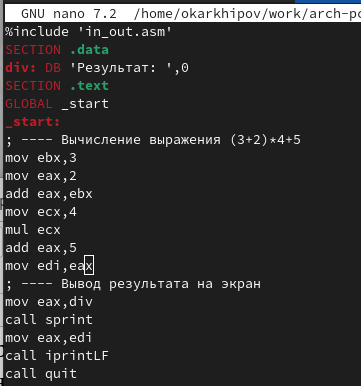 GNU nano 7.2 /home/okarkhipov/work/arch-pc
%include 'in_out.asm'
SECTION .data
div: DB 'Результат: ',0
SECTION .text
GLOBAL _start
_start:
; ---- Вычисление выражения (3+2)*4+5
mov ebx,3
mov eax,2
add eax,ebx
mov ecx,4
mul ecx
add eax,5
mov edi,eax
; ---- Вывод результата на экран
mov eax,div
call sprint
mov eax,edi
call iprintLF
call quit